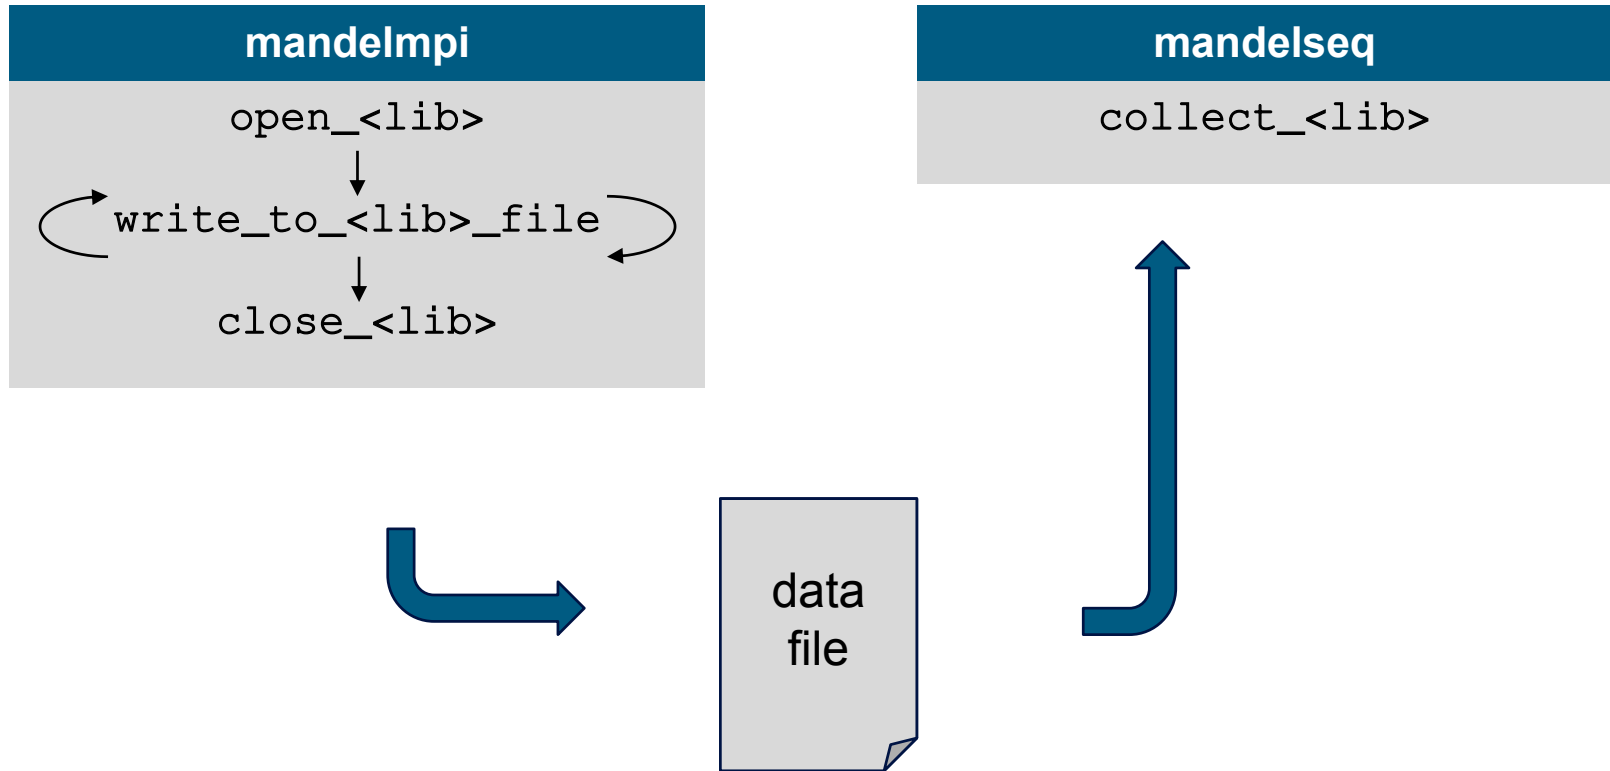 mandelmpi
open_<lib>
write_to_<lib>_file
close_<lib>
mandelseq
collect_<lib>
data
file